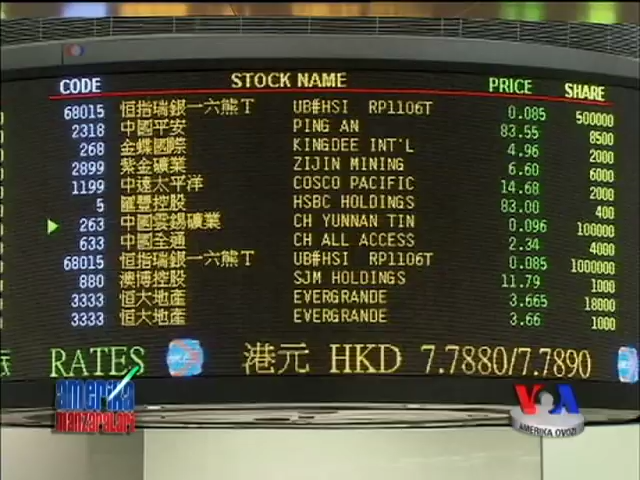 CODE STOCK NAME PRICE SHARE
68015 恒指瑞銀一六熊T UB#HSI RP1106T 0.085 500000
2318 中國平安 PING AN 83.55 8500
268 金蝶國際 KINGDEE INT'L 4.96 2000
2899 紫金礦業 ZIJIN MINING 6.60 6000
1199 中遠太平洋 COSCO PACIFIC 14.68 2000
5 匯豐控股 HSBC HOLDINGS 83.00 400
263 中國雲錫礦業 CH YUNNAN TIN 0.096 100000
633 中國全通 CH ALL ACCESS 2.34 4000
68015 恒指瑞銀一六熊T UB#HSI RP1106T 0.085 1000000
880 澳博控股 SJM HOLDINGS 11.79 1000
3333 恒大地產 EVERGRANDE 3.665 18000
3333 恒大地產 EVERGRANDE 3.66 1000
RATES 港元 HKD 7.7880/7.7890
amerika
manzaralari
VOA
AMERIKA OVOZI